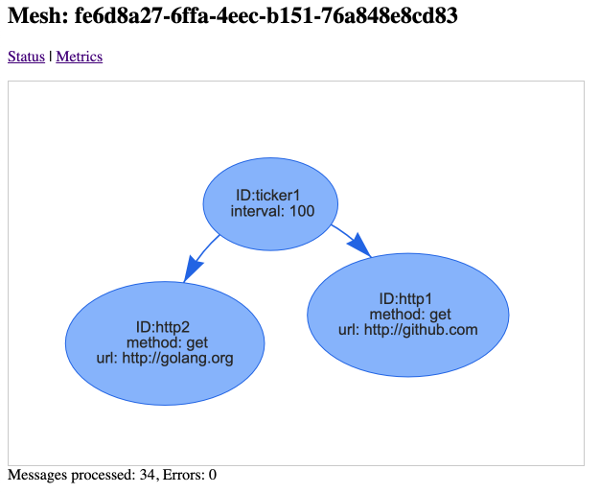 Mesh: fe6d8a27-6ffa-4eec-b151-76a848e8cd83
Status | Metrics
ID:ticker1
interval: 100
ID:http2
method: get
url: http://golang.org
ID:http1
method: get
url: http://github.com
Messages processed: 34, Errors: 0